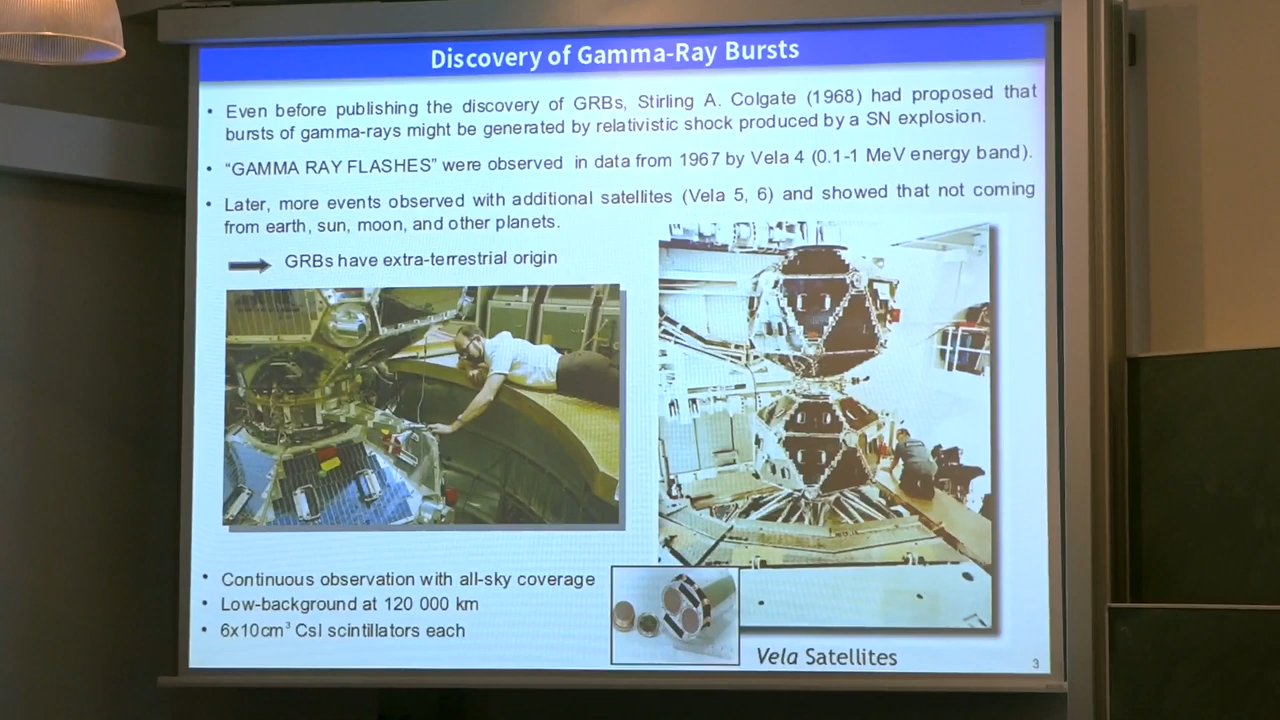 Discovery of Gamma-Ray Bursts
• Even before publishing the discovery of GRBs, Stirling A. Colgate (1968) had proposed that
bursts of gamma-rays might be generated by relativistic shock produced by a SN explosion.
• “GAMMA RAY FLASHES” were observed in data from 1967 by Vela 4 (0.1-1 MeV energy band).
• Later, more events observed with additional satellites (Vela 5, 6) and showed that not coming
from earth, sun, moon, and other planets.
GRBs have extra-terrestrial origin
• Continuous observation with all-sky coverage
• Low-background at 120 000 km
• 6x10cm³ CsI scintillators each
Vela Satellites
3